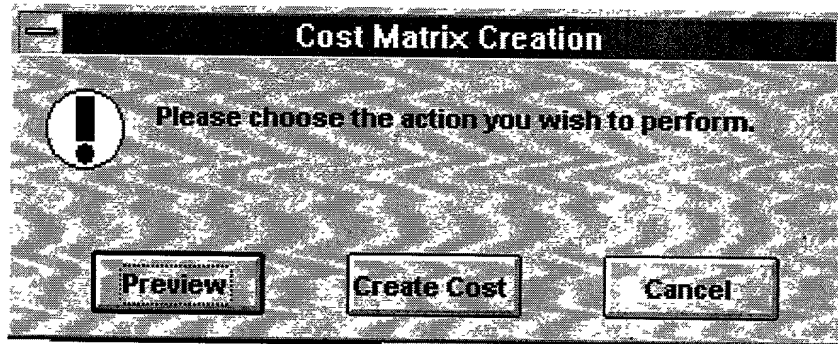 Cost Matrix Creation
Please choose the action you wish to perform.
Preview Create Cost Cancel